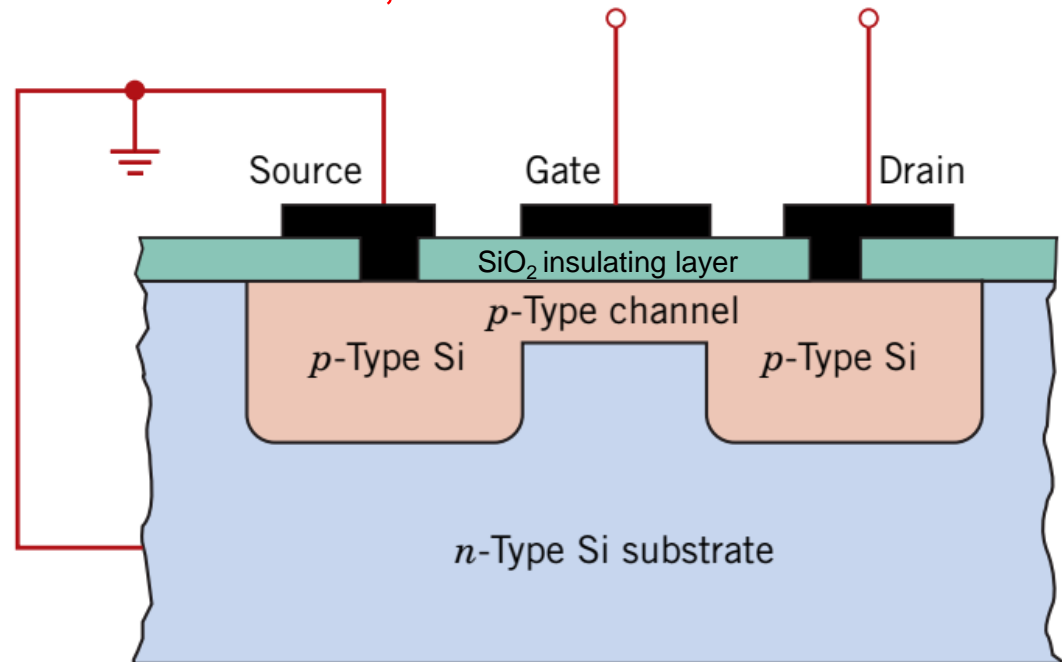 Source
Gate
Drain
SiO₂ insulating layer
p-Type channel
p-Type Si
p-Type Si
n-Type Si substrate